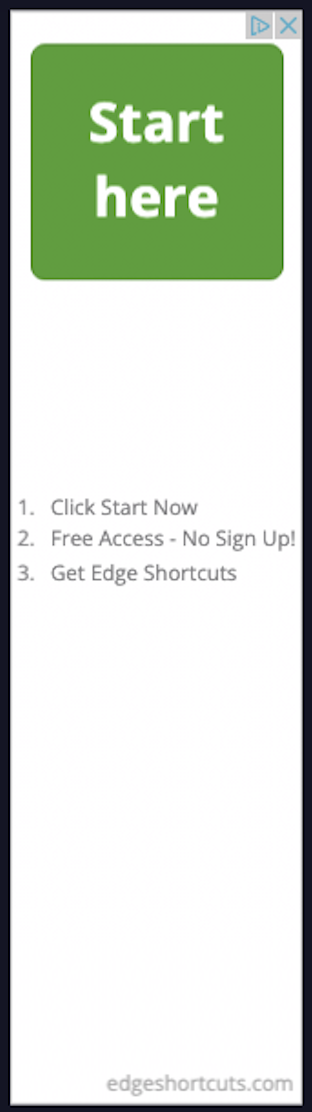 Start
here
1. Click Start Now
2. Free Access - No Sign Up!
3. Get Edge Shortcuts
edgeshortcuts.com